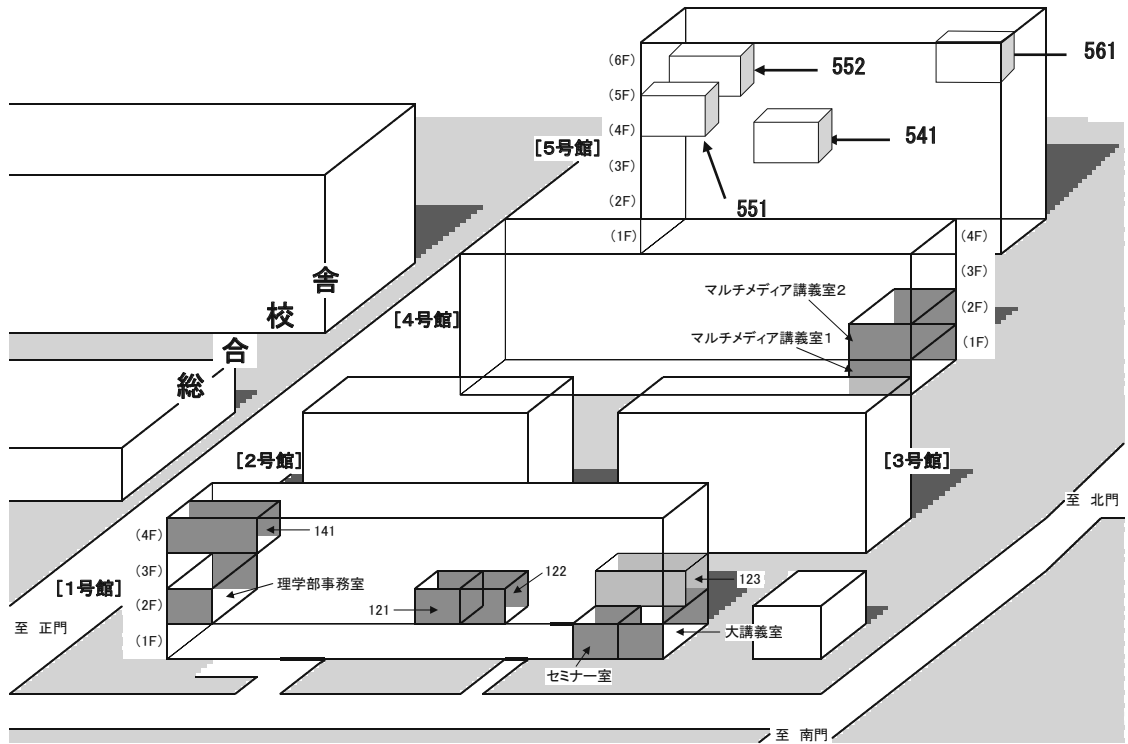 (6F)
552
561
(5F)
(4F)
541
[5号館]
(3F)
(2F)
551
(1F)
(4F)
(3F)
マルチメディア講義室2
(2F)
[4号館]
マルチメディア講義室1
(1F)
総合校舎
[2号館]
[3号館]
至 北門
(4F)
141
(3F)
理学部事務室
122
123
[1号館]
(2F)
121
至 正門
(1F)
大講義室
セミナー室
至 南門